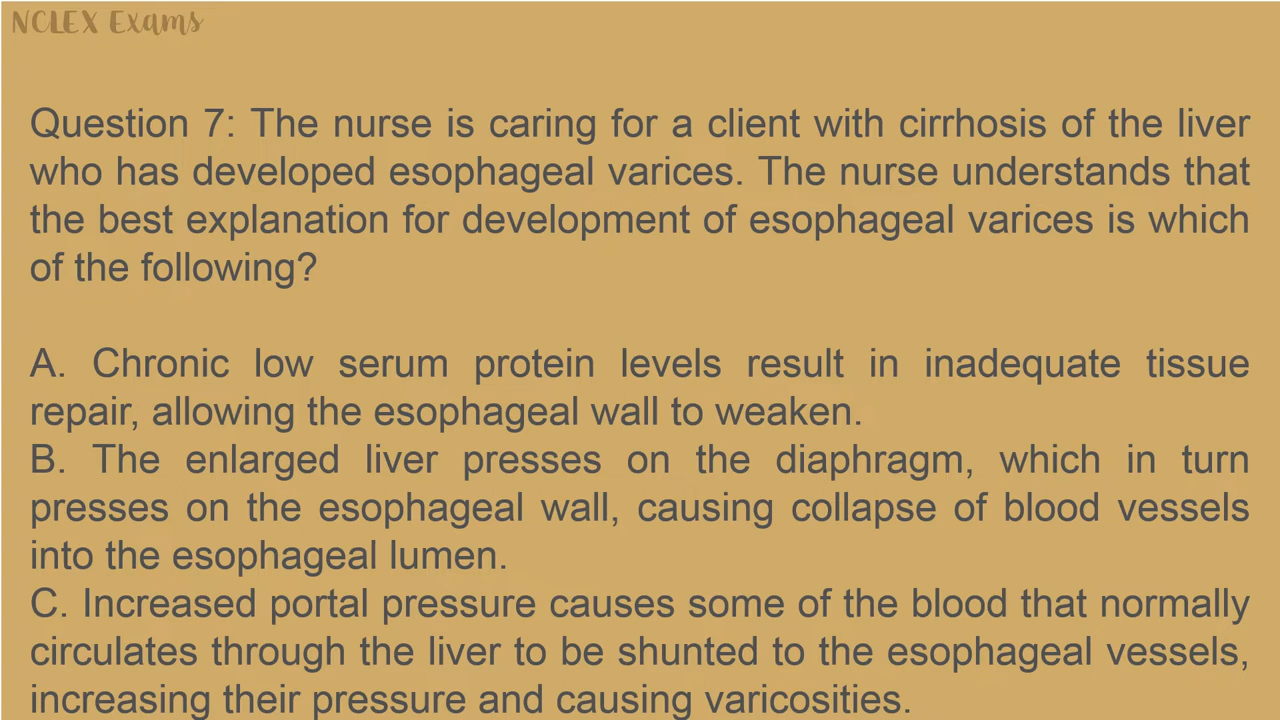 NCLEX Exams
Question 7: The nurse is caring for a client with cirrhosis of the liver
who has developed esophageal varices. The nurse understands that
the best explanation for development of esophageal varices is which
of the following?
A. Chronic low serum protein levels result in inadequate tissue
repair, allowing the esophageal wall to weaken.
B. The enlarged liver presses on the diaphragm, which in turn
presses on the esophageal wall, causing collapse of blood vessels
into the esophageal lumen.
C. Increased portal pressure causes some of the blood that normally
circulates through the liver to be shunted to the esophageal vessels,
increasing their pressure and causing varicosities.